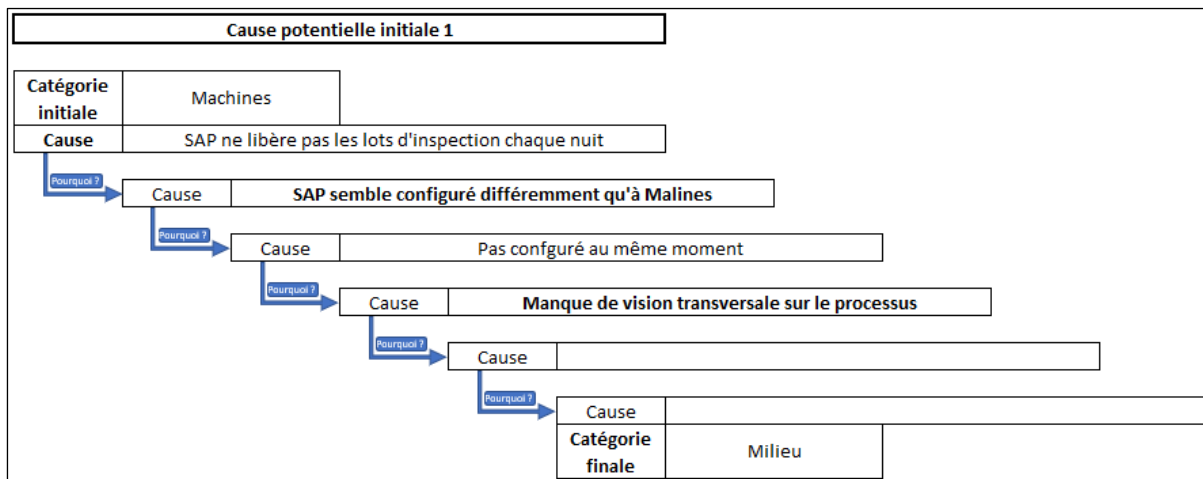 Cause potentielle initiale 1
Catégorie
initiale
Machines
Cause
SAP ne libère pas les lots d'inspection chaque nuit
Pourquoi ?
Cause
SAP semble configuré différemment qu'à Malines
Pourquoi ?
Cause
Pas confguré au même moment
Pourquoi ?
Cause
Manque de vision transversale sur le processus
Pourquoi ?
Cause
Pourquoi ?
Cause
Catégorie
finale
Milieu